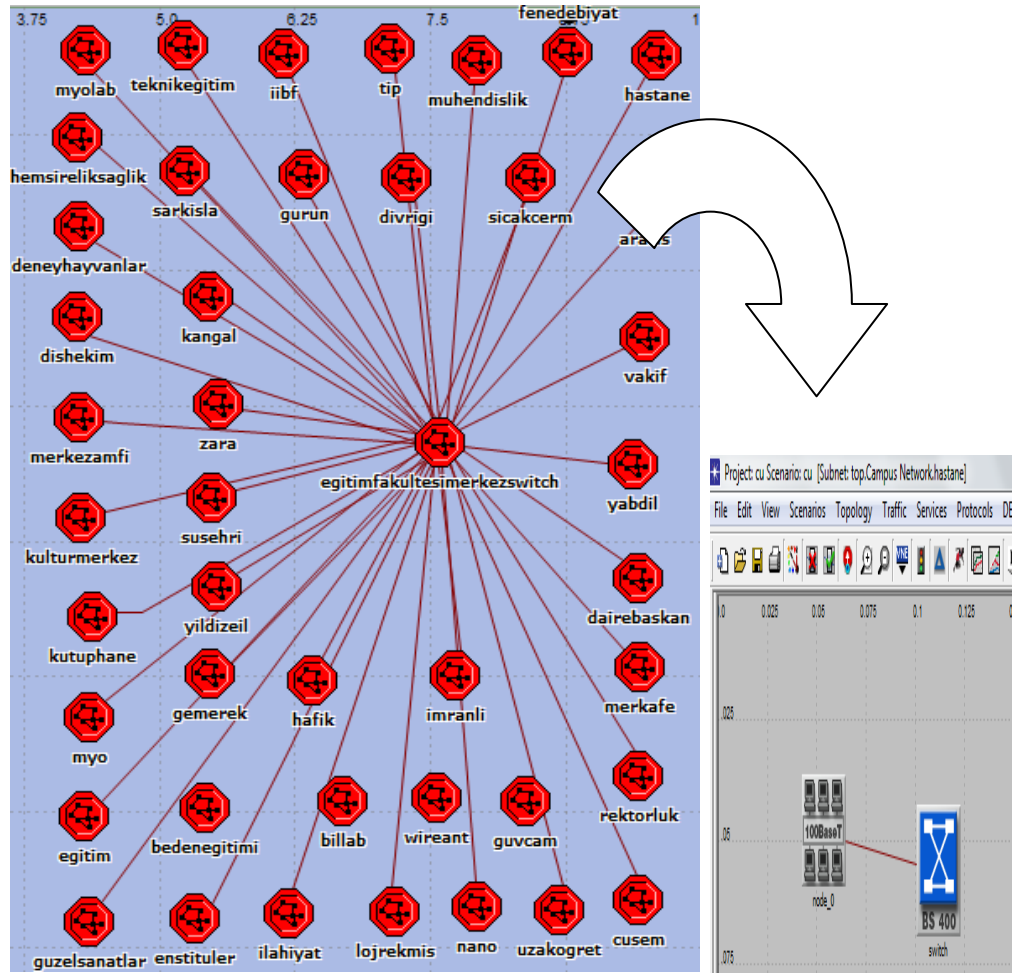 fenedebiyat
3.75 5.0 6.25 7.5
myolab teknikegitim iibf tip muhendislik hastane
hemsireliksaglik sarkisla gurun divrigi sicakcerm
deneyhayvanlar
kangal
dishekim vakif
zara
merkezamfi
egitimfakultesimerkezswitch
yabdil
susehri
kulturmerkez
yildizeil dairebaskan
kutuphane
gemerek hafik imranli merkafe
myo
rektorluk
egitim bedenegitimi billab wireant guvcam
guzelsanatlar enstituler ilahiyat lojrekmis nano uzakogret cusem
Project: cu Scenario: cu [Subnet: top.Campus Network.hastane]
File Edit View Scenarios Topology Traffic Services Protocols DE
.0 0.025 0.05 0.075 0.1 0.125
.025
.05
100BaseT
node_0
BS 400
switch
.075